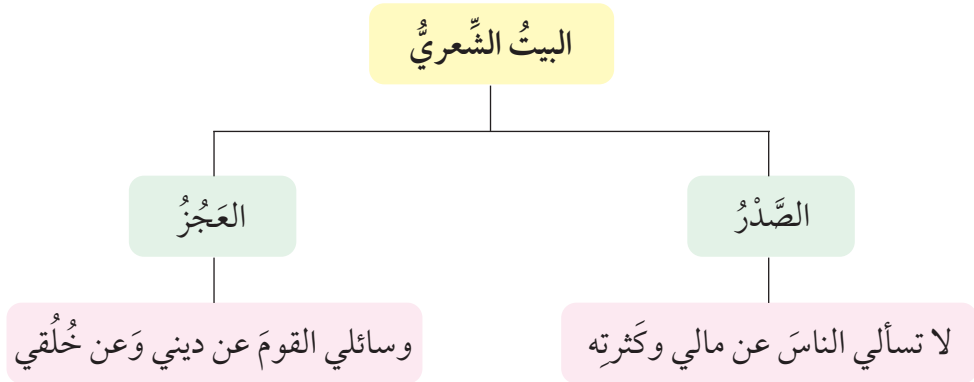 البيتُ الشِّعريُّ
الصَّدْرُ
العَجُزُ
لا تسألي الناسَ عن مالي وكَثرتِه
وسائلي القومَ عن ديني وَعن خُلُقي